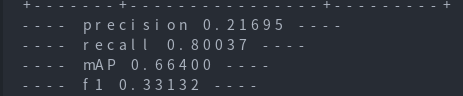 +-------+----------------+---------+
---- precision 0.21695 ----
---- recall 0.80037 ----
---- mAP 0.66400 ----
---- f1 0.33132 ----